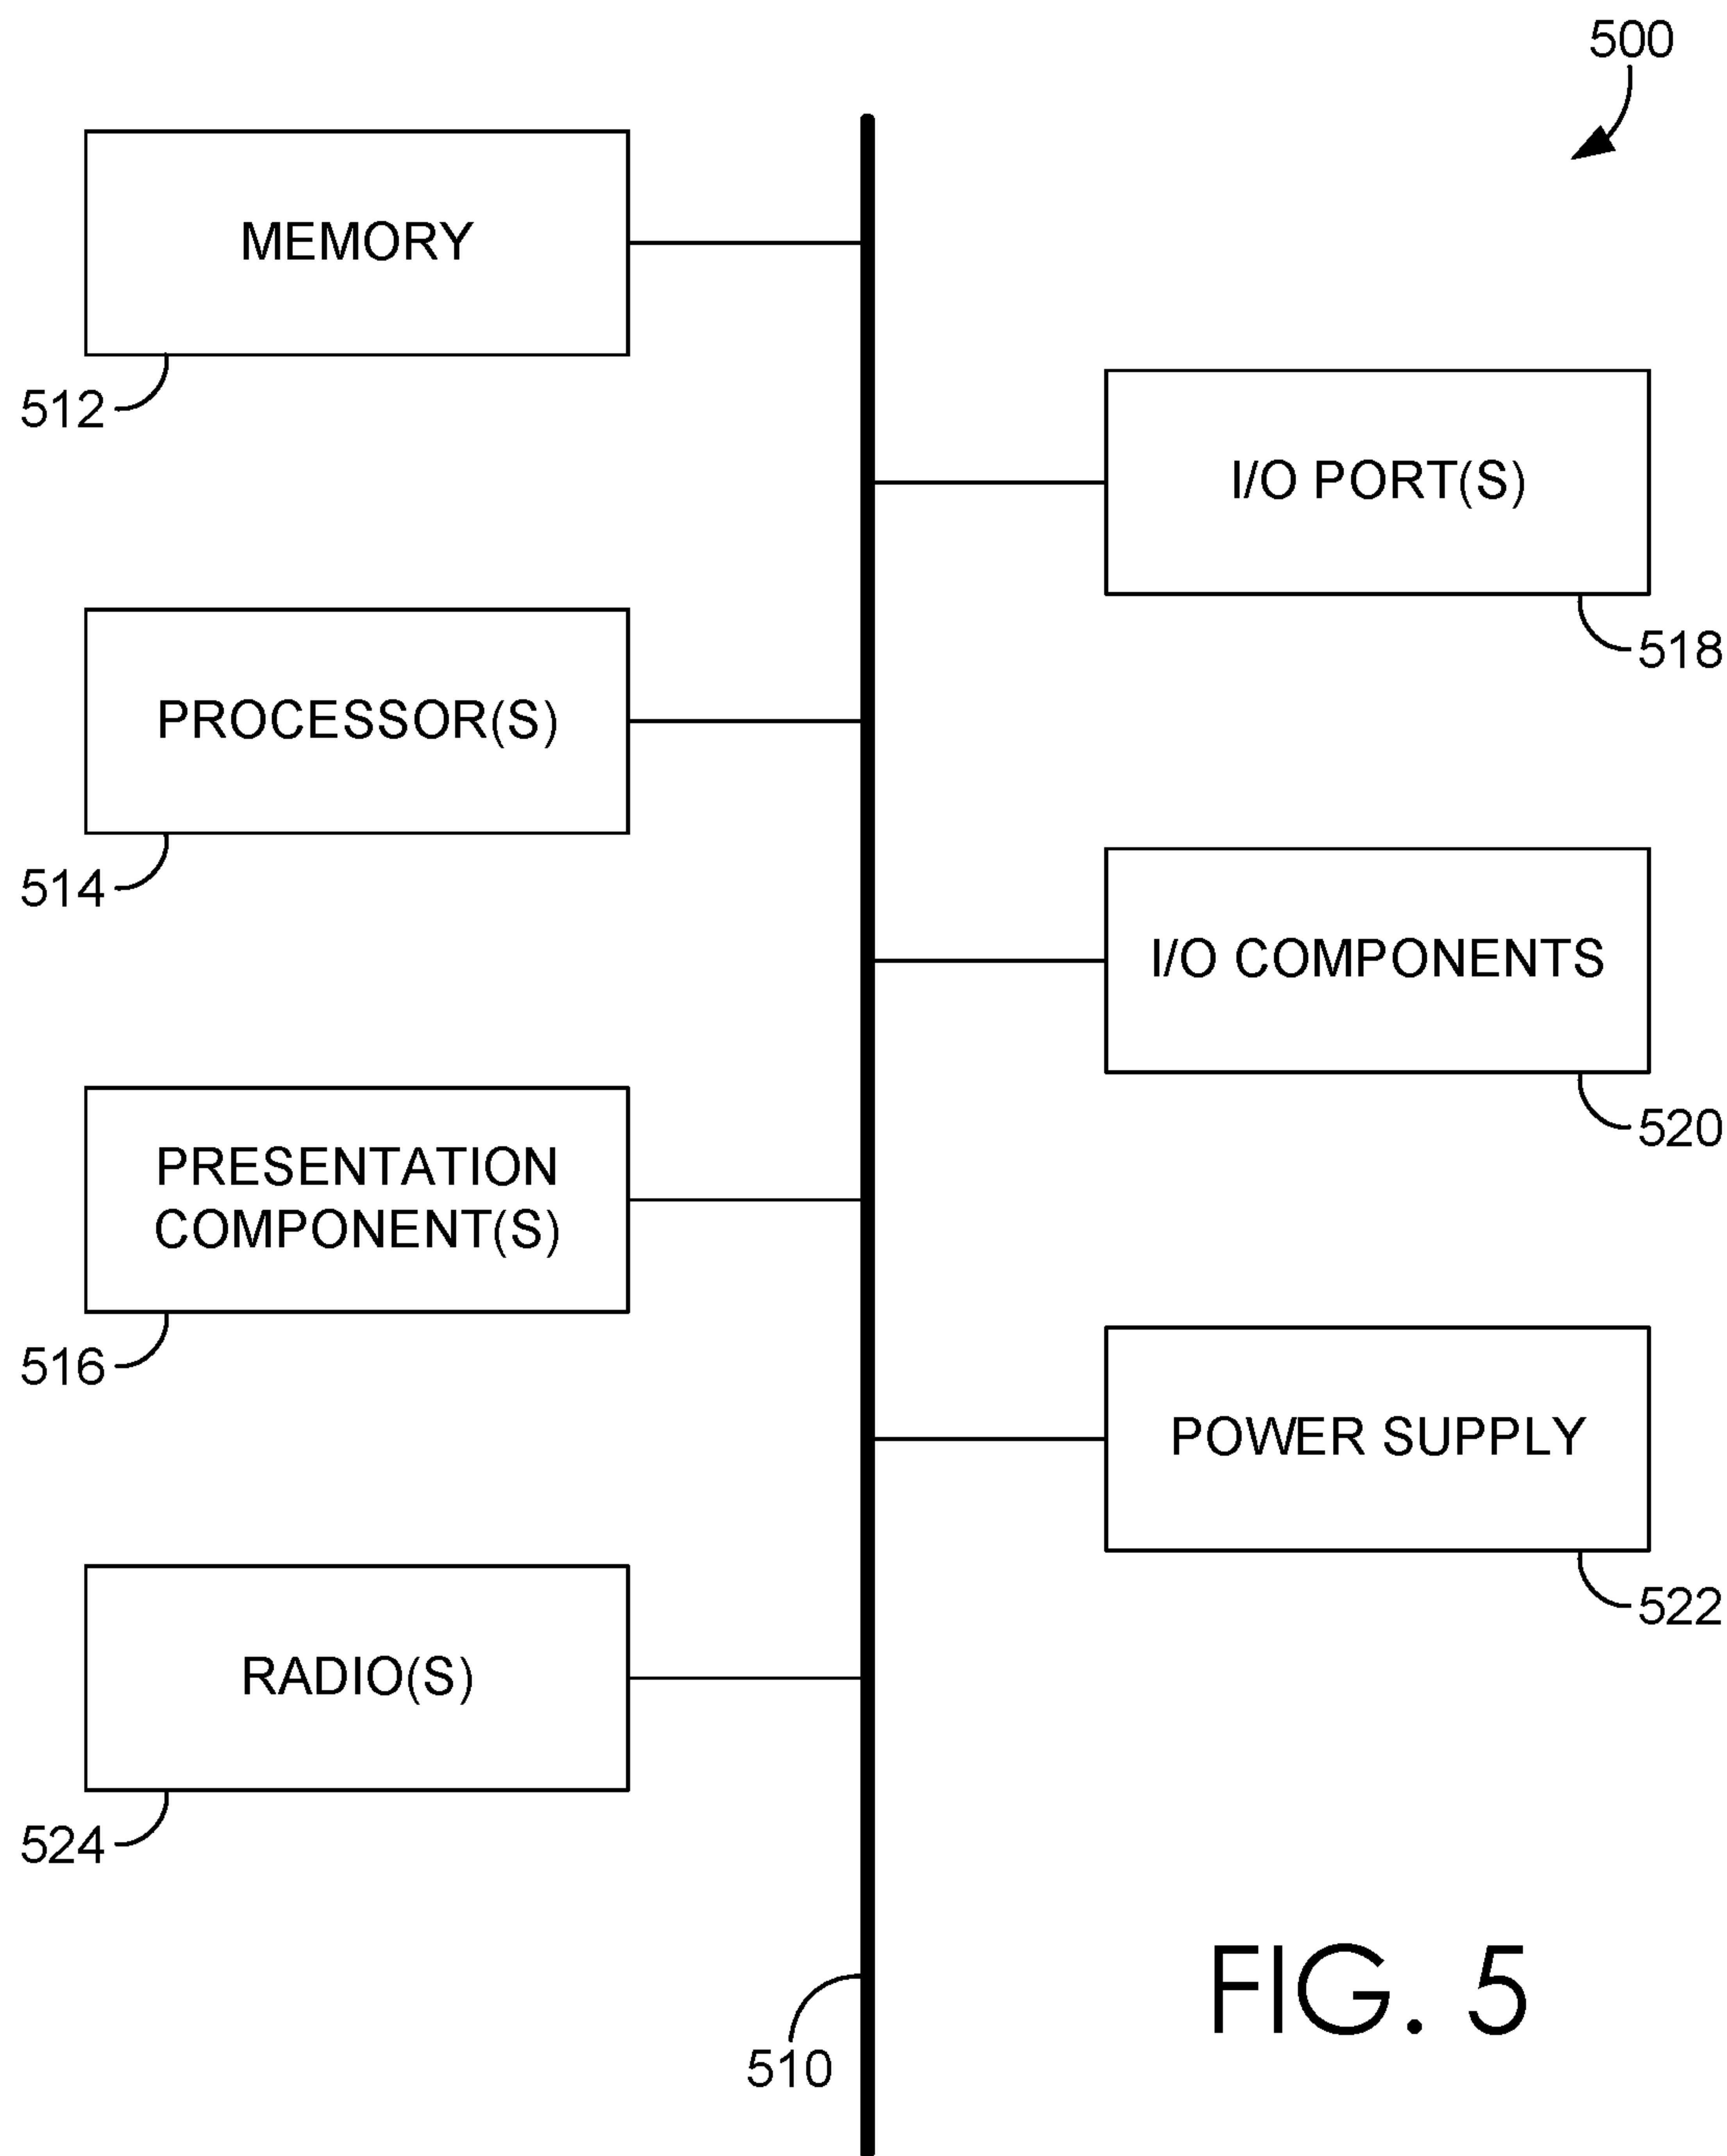 500
MEMORY
512
I/O PORT(S)
518
PROCESSOR(S)
514
I/O COMPONENTS
520
PRESENTATION
COMPONENT(S)
516
POWER SUPPLY
522
RADIO(S)
524
510
FIG. 5